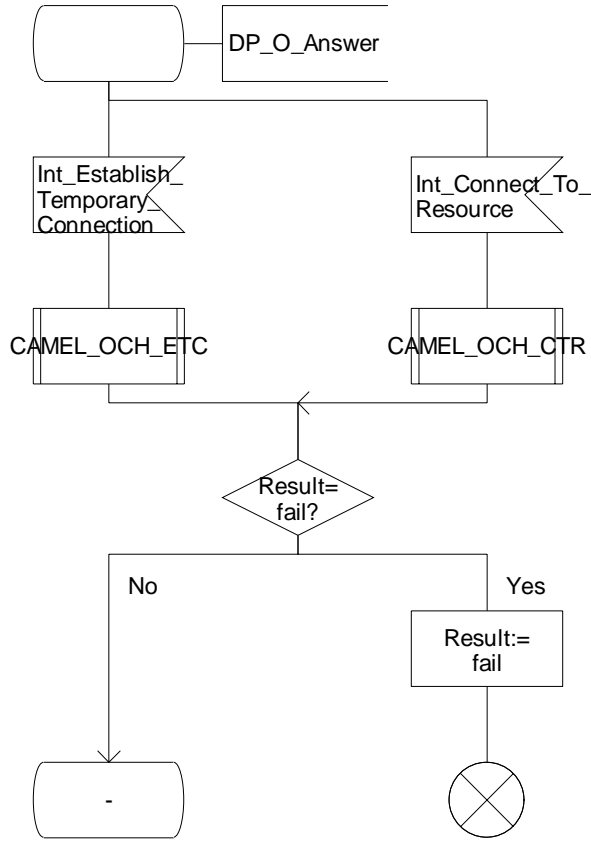 DP_O_Answer
Int_Establish_
Temporary_
Connection
Int_Connect_To_
Resource
CAMEL_OCH_ETC
CAMEL_OCH_CTR
Result=
fail?
No
Yes
Result:=
fail
-